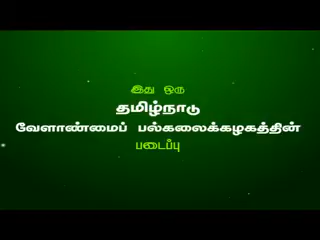 இது ஒரு
தமிழ்நாடு
வேளாண்மைப் பல்கலைக்கழகத்தின்
படைப்பு